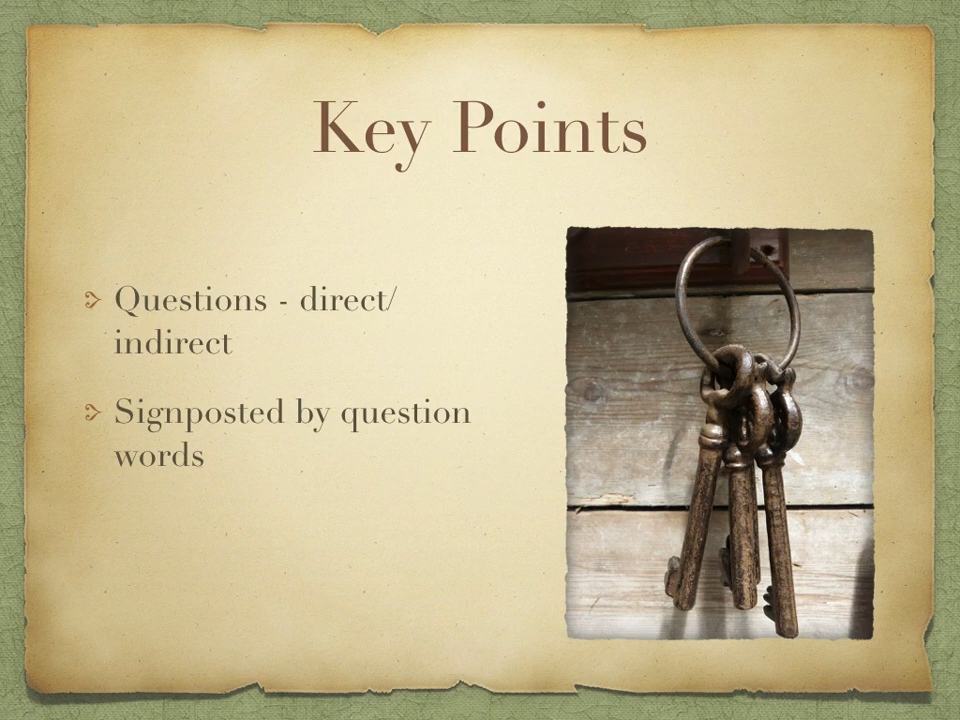 Key Points
Questions - direct/
indirect
Signposted by question
words